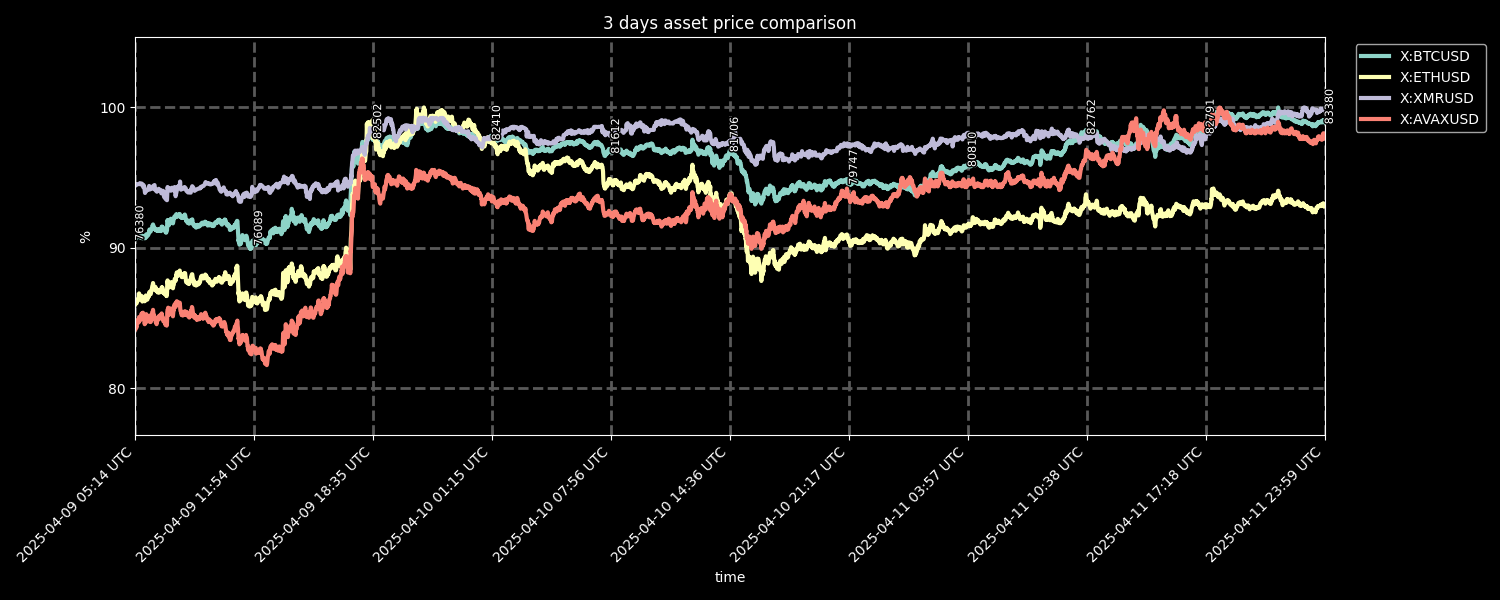 3 days asset price comparison
X:BTCUSD
X:ETHUSD
X:XMRUSD
X:AVAXUSD
%
100
90
80
76380
76089
82502
82410
81612
81706
79747
80810
82762
82791
83380
2025-04-09 05:14 UTC
2025-04-09 11:54 UTC
2025-04-09 18:35 UTC
2025-04-10 01:15 UTC
2025-04-10 07:56 UTC
2025-04-10 14:36 UTC
2025-04-10 21:17 UTC
2025-04-11 03:57 UTC
2025-04-11 10:38 UTC
2025-04-11 17:18 UTC
2025-04-11 23:59 UTC
time